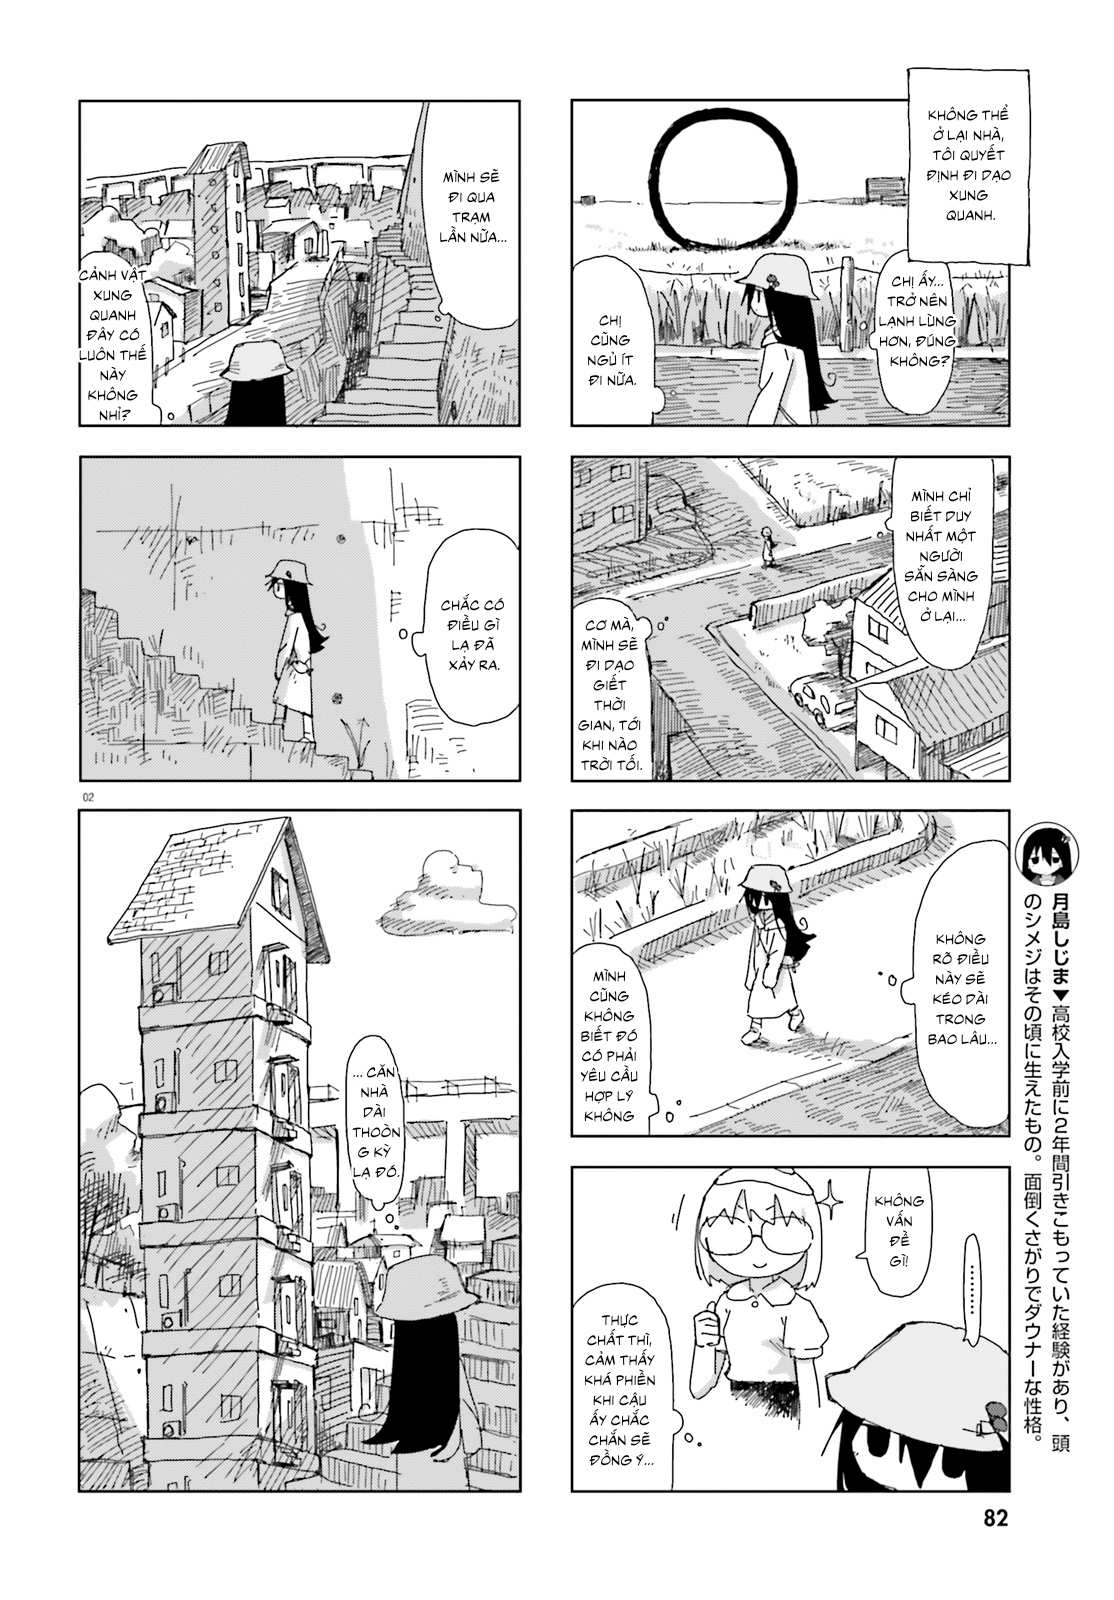 KHÔNG THỂ
Ở LẠI NHÀ,
TÔI QUYẾT
ĐỊNH ĐI DẠO
XUNG
QUANH.
CHỊ ẤY...
TRỞ NÊN
LẠNH LÙNG
HƠN, ĐÚNG
KHÔNG?
CHỊ
CŨNG
NGỦ ÍT
ĐI NỮA.
MÌNH CHỈ
BIẾT DUY
NHẤT MỘT
NGƯỜI
SẴN SÀNG
CHO MÌNH
Ở LẠI...
CƠ MÀ,
MÌNH SẼ
ĐI DẠO
GIẾT
THỜI
GIAN, TỚI
KHI NÀO
TRỜI TỐI.
KHÔNG
RÕ ĐIỀU
NÀY SẼ
KÉO DÀI
TRONG
BAO LÂU...
MÌNH
CŨNG
KHÔNG
BIẾT ĐÓ
CÓ PHẢI
YÊU CẦU
HỢP LÝ
KHÔNG
.........
KHÔNG
VẤN
ĐỀ
GÌ!
THỰC
CHẤT THÌ,
CẢM THẤY
KHÁ PHIỀN
KHI CẬU
ẤY CHẮC
CHẮN SẼ
ĐỒNG Ý...
MÌNH SẼ
ĐI QUA
TRẠM
LẦN NỮA...
CẢNH VẬT
XUNG
QUANH
ĐÂY CÓ
LUÔN THẾ
NÀY
KHÔNG
NHỈ?
CHẮC CÓ
ĐIỀU GÌ
LẠ ĐÃ
XẢY RA.
02
... CĂN
NHÀ
DÀI
THOÒN
G KỲ
LẠ ĐÓ.
月島しじま▼高校入学前に2年間引きこもっていた経験があり、頭
のシメジはその頃に生えたもの。面倒くさがりでダウナーな性格。
82